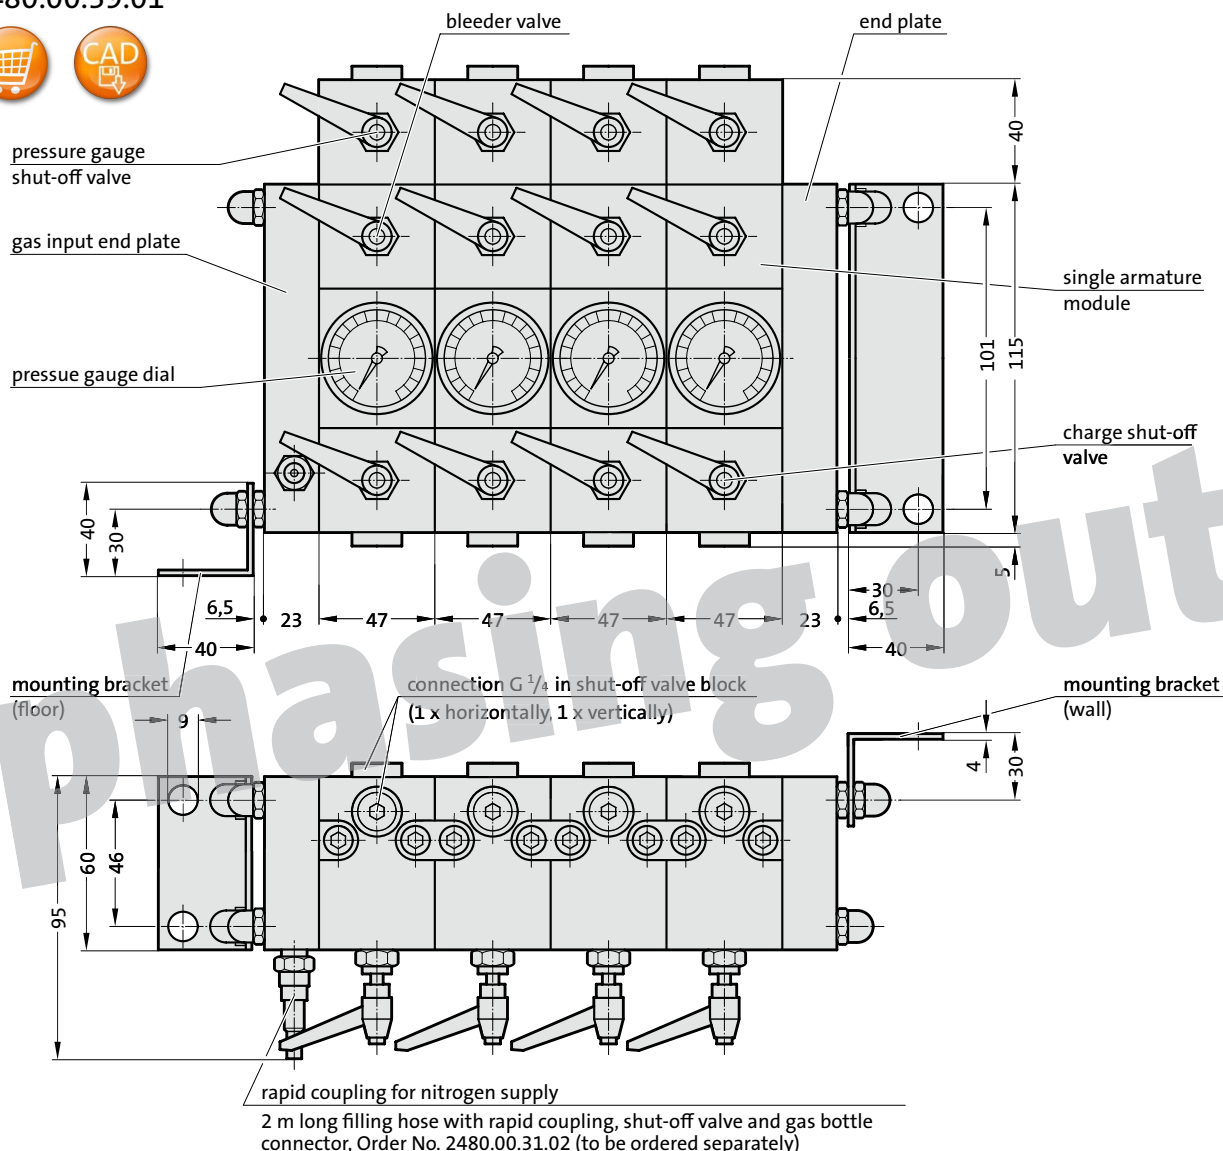 bleeder valve
end plate
CAD
pressure gauge
shut-off valve
40
gas input end plate
single armature
module
101
115
pressue gauge dial
charge shut-off
valve
40
30
5
30
6,5
23
47
47
47
47
23
6,5
40
40
mounting bracket
(floor)
9
connection G 1/4 in shut-off valve block
(1 x horizontally, 1 x vertically)
mounting bracket
(wall)
phasing out
4
30
95
60
46
rapid coupling for nitrogen supply
2 m long filling hose with rapid coupling, shut-off valve and gas bottle
connector, Order No. 2480.00.31.02 (to be ordered separately)